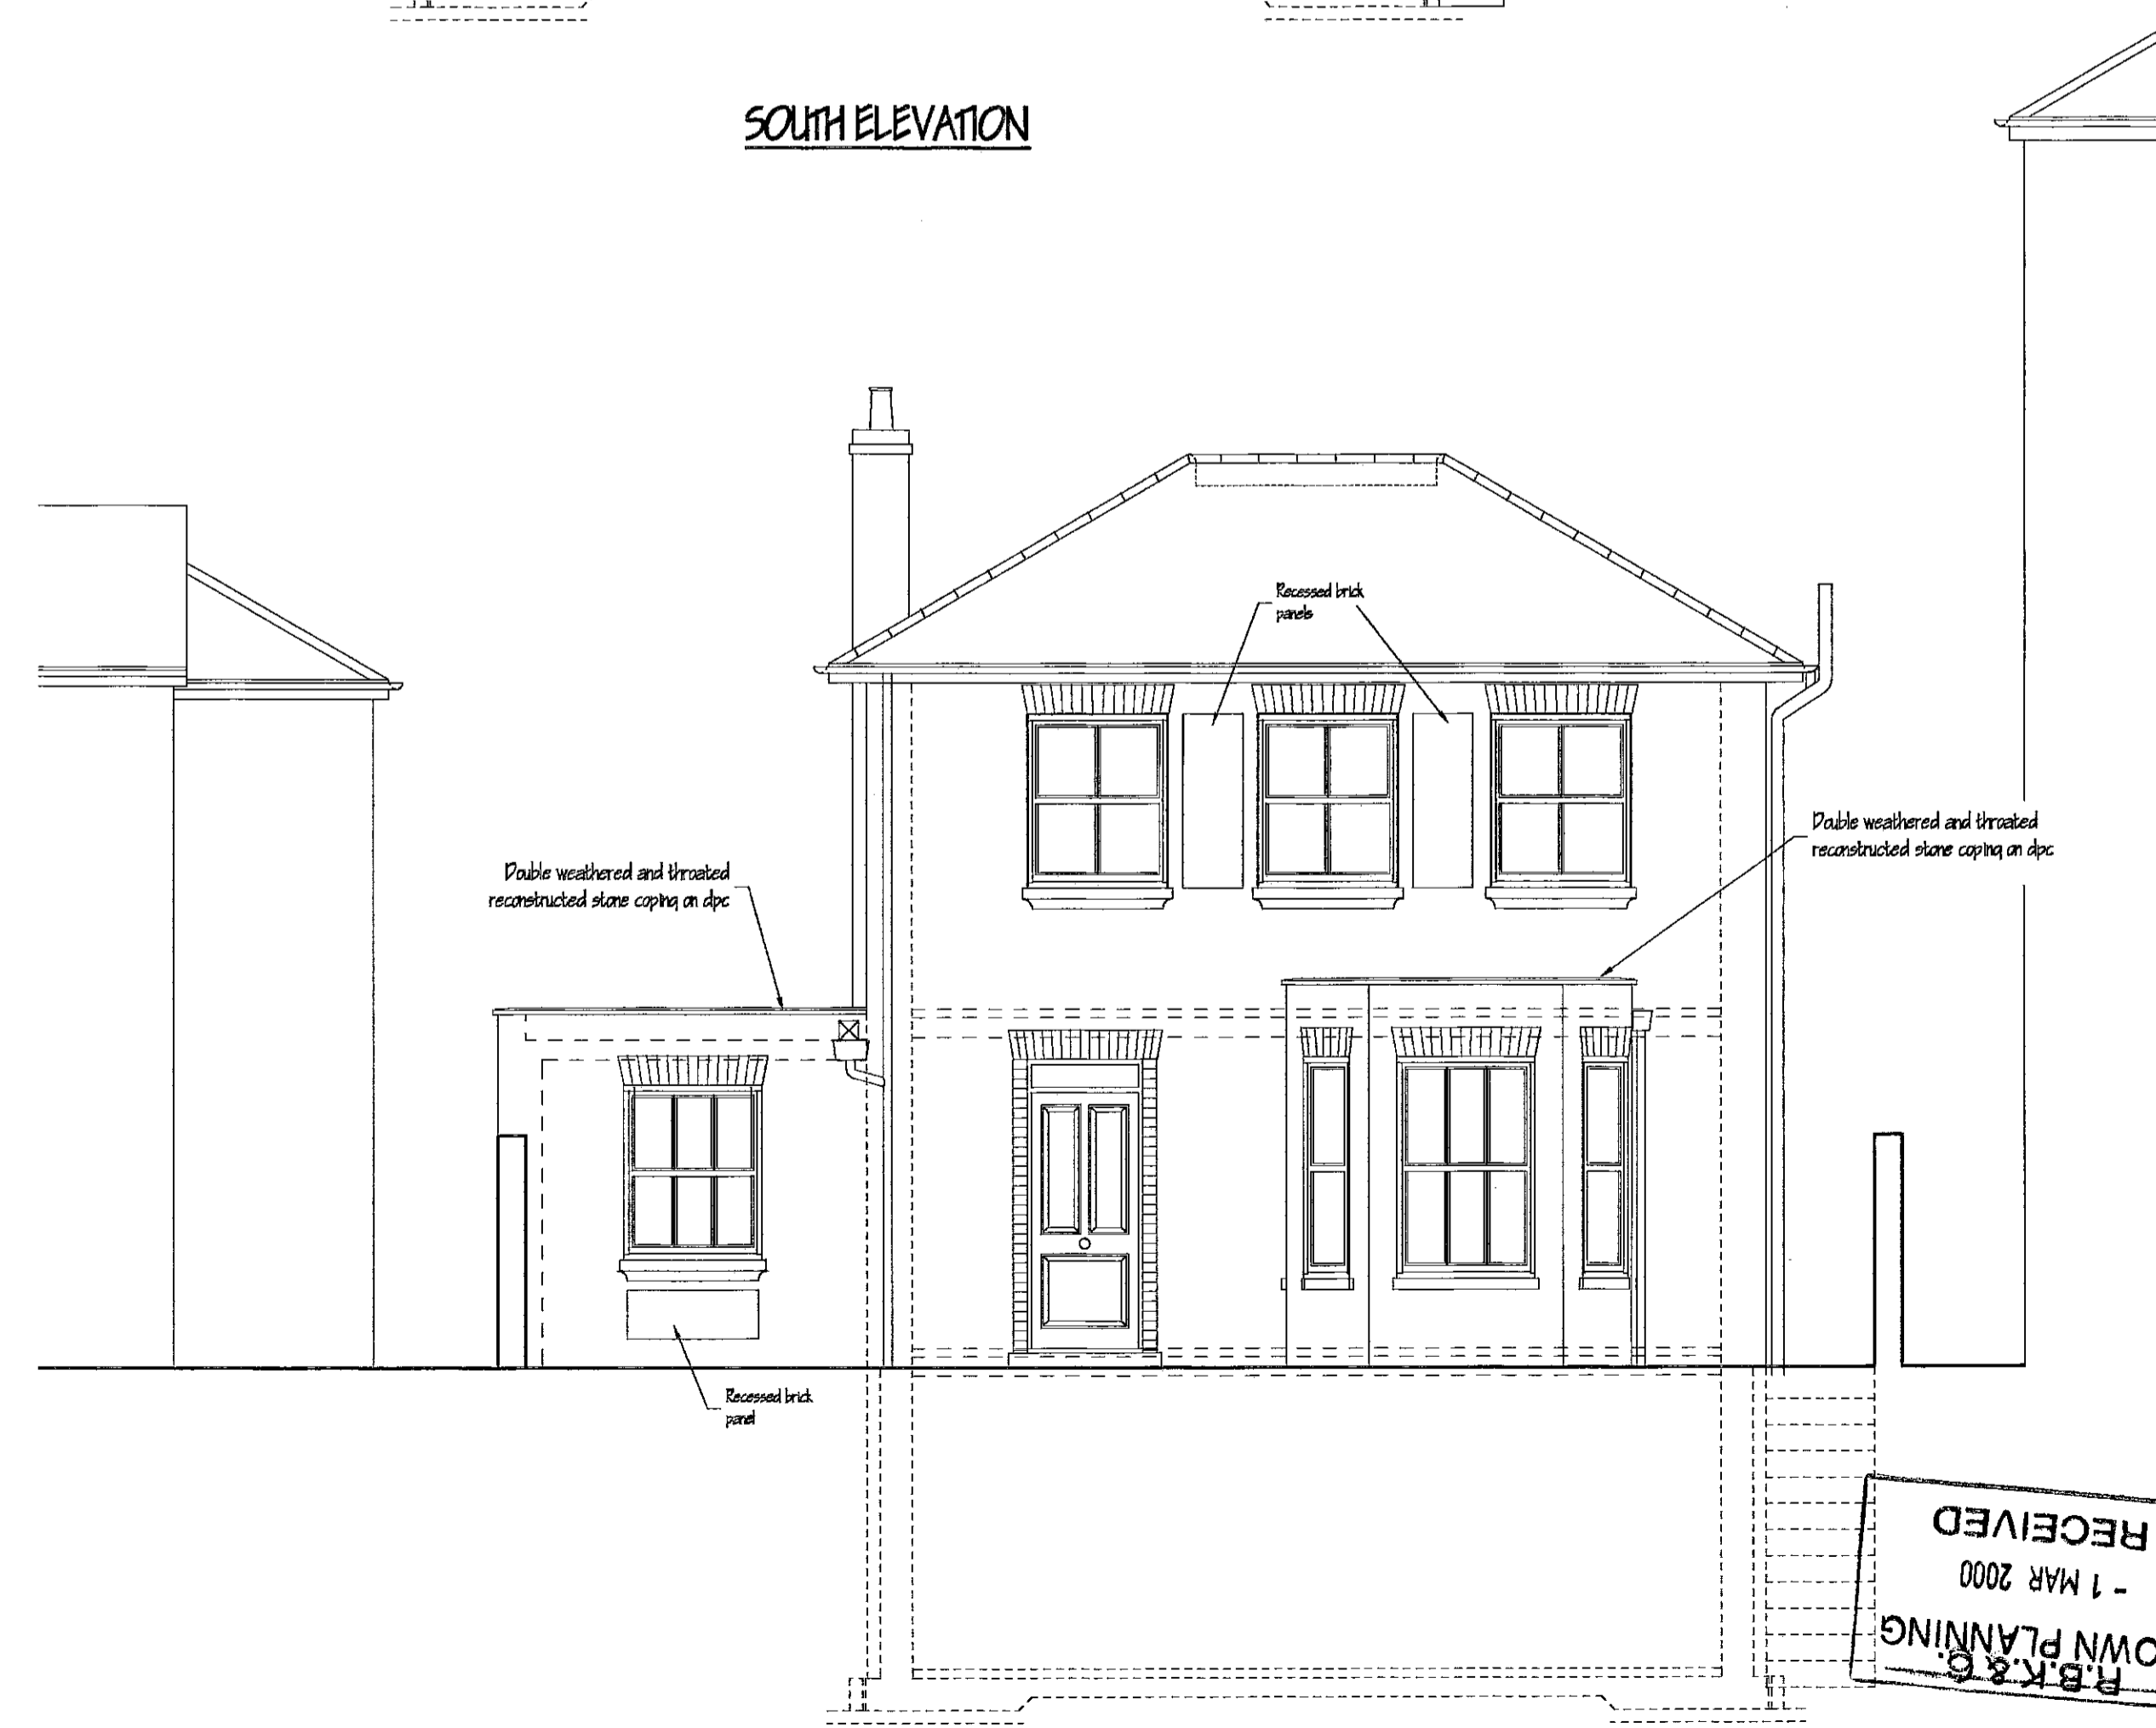 SOUTH ELEVATION
Recessed brick
panels
Double weathered and throated
reconstructed stone coping on dpc
Double weathered and throated
reconstructed stone coping on dpc
Recessed brick
panel
R.B.K.& C.
OWN PLANNING
- 1 MAR 2000
RECEIVED